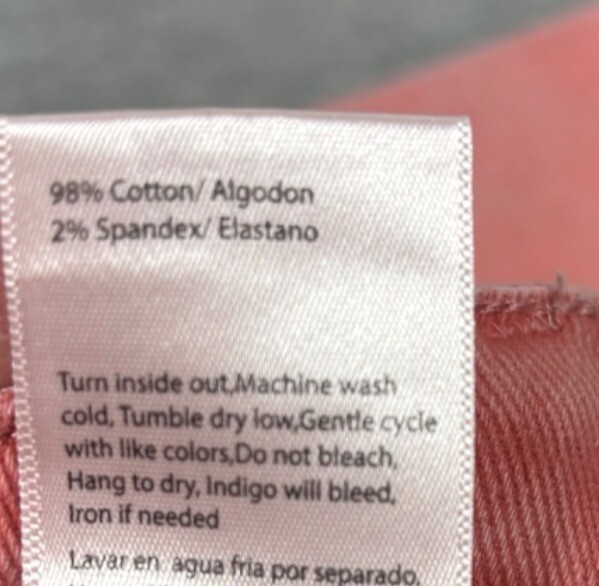 98% Cotton/ Algodon
2% Spandex/ Elastano
Turn inside out,Machine wash
cold, Tumble dry low,Gentle cycle
with like colors,Do not bleach,
Hang to dry, Indigo will bleed,
Iron if needed
Lavar en agua fria por separado,